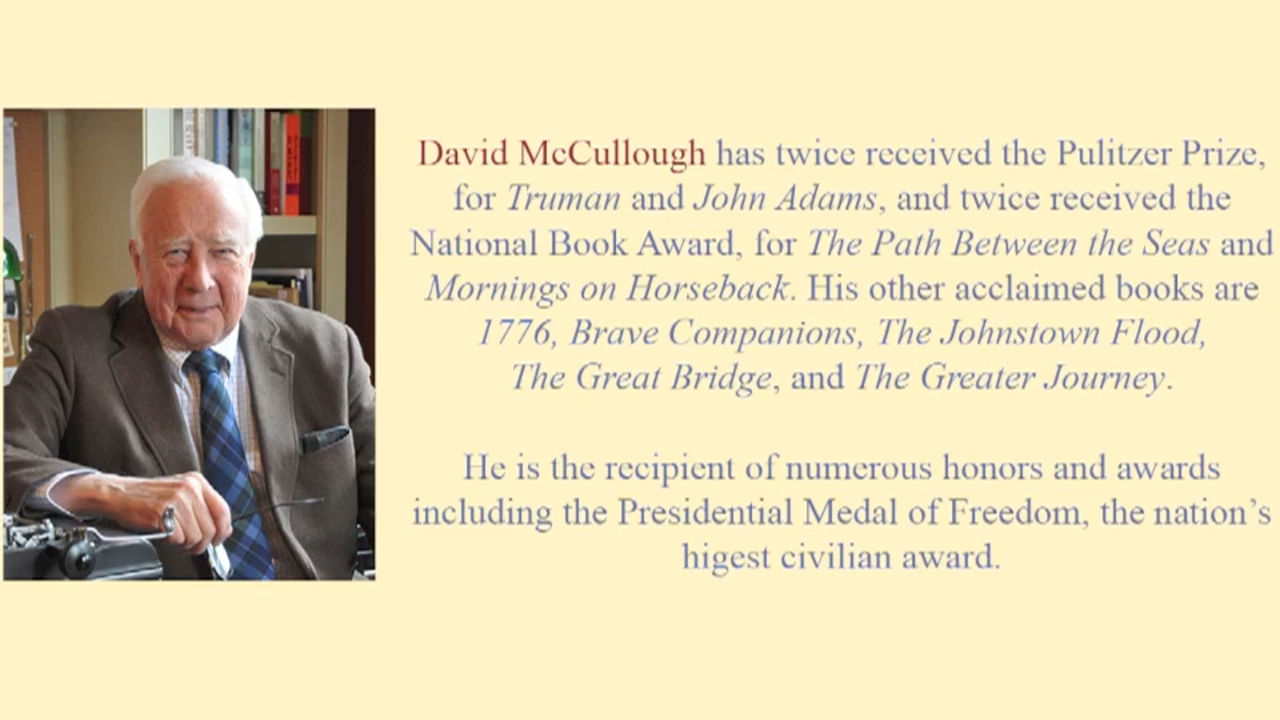 David McCullough has twice received the Pulitzer Prize,
for Truman and John Adams, and twice received the
National Book Award, for The Path Between the Seas and
Mornings on Horseback. His other acclaimed books are
1776, Brave Companions, The Johnstown Flood,
The Great Bridge, and The Greater Journey.
He is the recipient of numerous honors and awards
including the Presidential Medal of Freedom, the nation’s
higest civilian award.